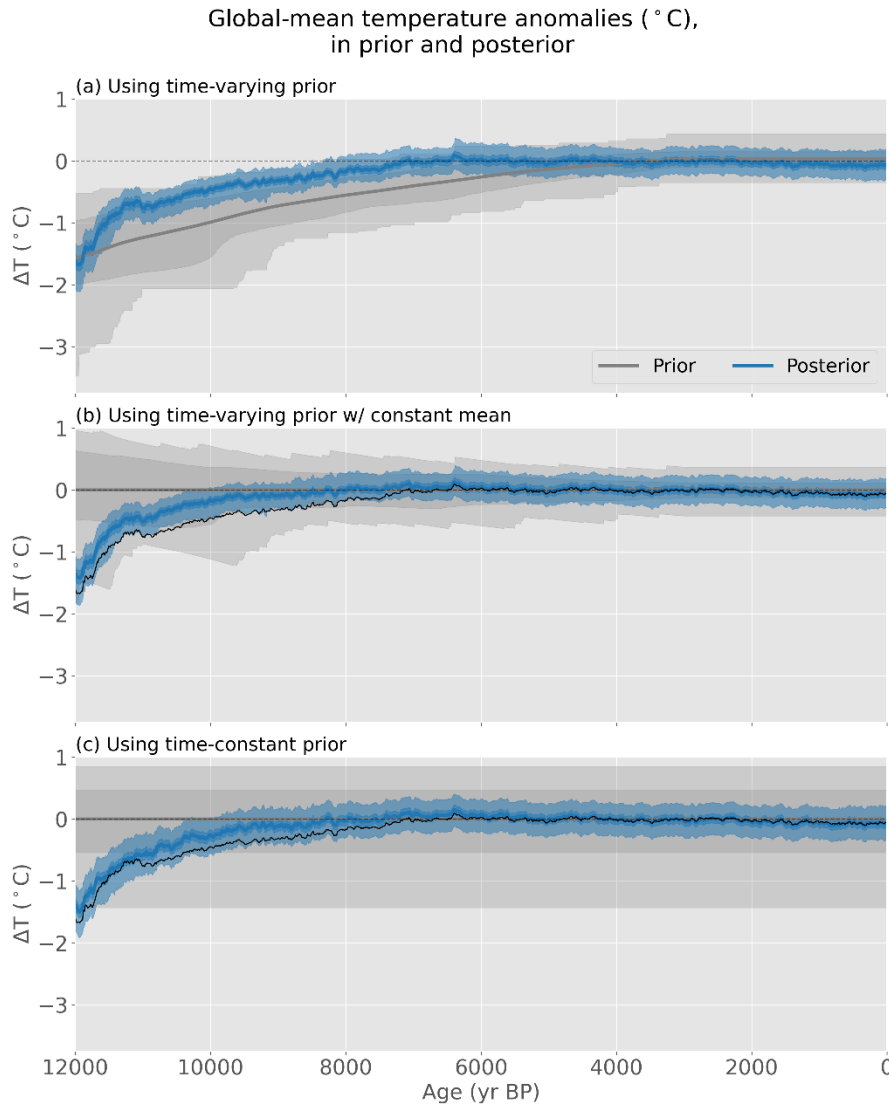 Global-mean temperature anomalies (°C),
in prior and posterior
(a) Using time-varying prior
1
0
−1
−2
−3
ΔT (°C)
Prior
Posterior
(b) Using time-varying prior w/ constant mean
1
0
−1
−2
−3
ΔT (°C)
(c) Using time-constant prior
1
0
−1
−2
−3
ΔT (°C)
12000 10000 8000 6000 4000 2000 0
Age (yr BP)